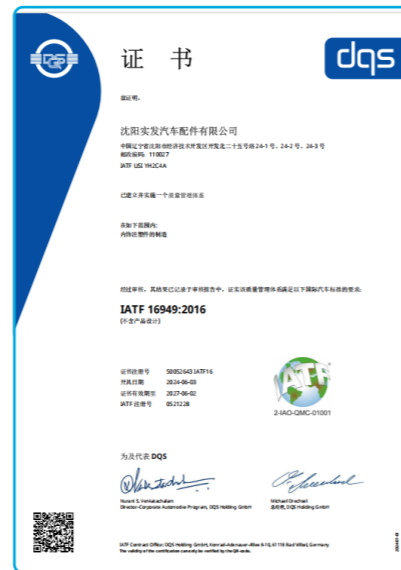 DQS
证 书
dqs
兹证明,
沈阳实发汽车配件有限公司
中国辽宁省沈阳市经济技术开发区开发北二十五号路24-1 号、24-2 号、24-3 号
邮政编码: 110027
IATF USI YH2C4A
已建立并实施一个质量管理体系
在如下范围内:
内饰注塑件的制造
经过审核,其结果已记录于审核报告中,证实该质量管理体系满足以下国际汽车标准的要求:
IATF 16949:2016
(不含产品设计)
证书注册号 50052643 IATF16
开具日期 2024-06-03
证书有效期至 2027-06-02
IATF 注册号 0521228
IATF
2-IAO-QMC-01001
为及代表 DQS
Nurani S. Venkatachalam
Director-Corporate Automotive Program, DQS Holding GmbH
Michael Drechsel
总经理, DQS Holding GmbH
IATF Contract Office: DQS Holding GmbH, Konrad-Adenauer-Allee 8-10, 61118 Bad Vilbel, Germany
The validity of the certification can only be verified by the QR-code.